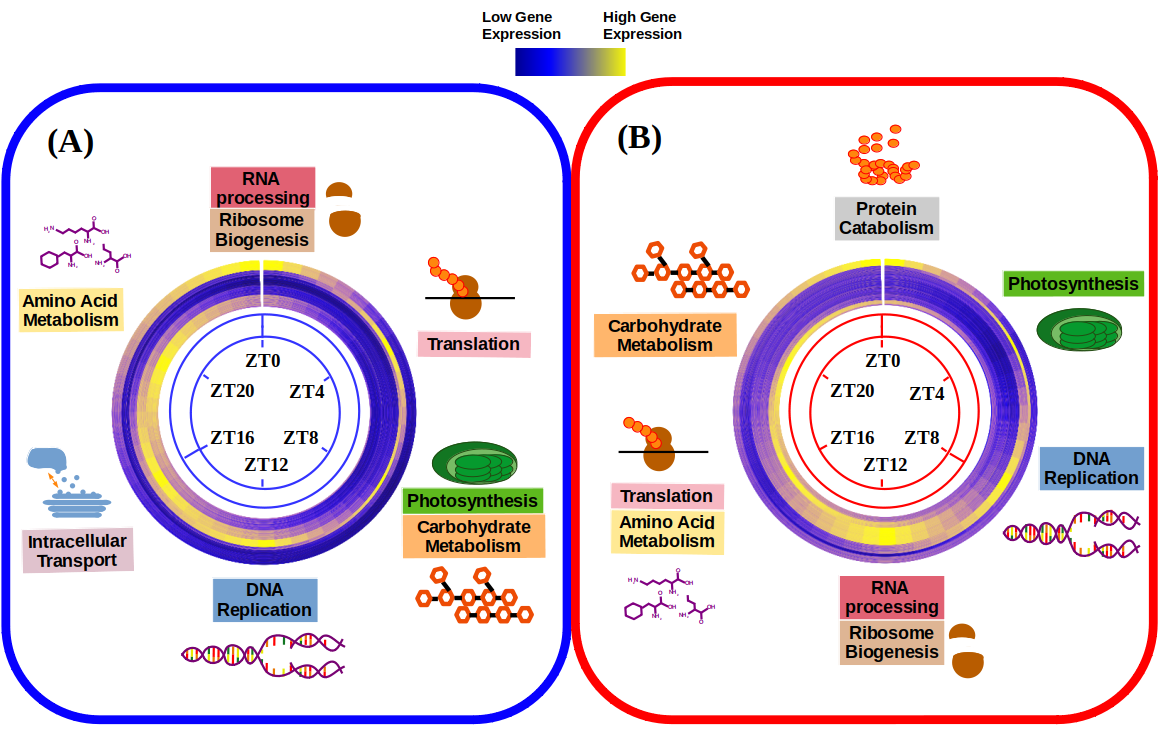 Low Gene
Expression
High Gene
Expression
(A)
RNA
processing
Ribosome
Biogenesis
Amino Acid
Metabolism
Translation
ZT0
ZT4
ZT8
ZT12
ZT16
ZT20
Photosynthesis
Carbohydrate
Metabolism
Intracellular
Transport
DNA
Replication
(B)
Protein
Catabolism
Photosynthesis
Carbohydrate
Metabolism
ZT0
ZT4
ZT8
ZT12
ZT16
ZT20
DNA
Replication
Translation
Amino Acid
Metabolism
RNA
processing
Ribosome
Biogenesis